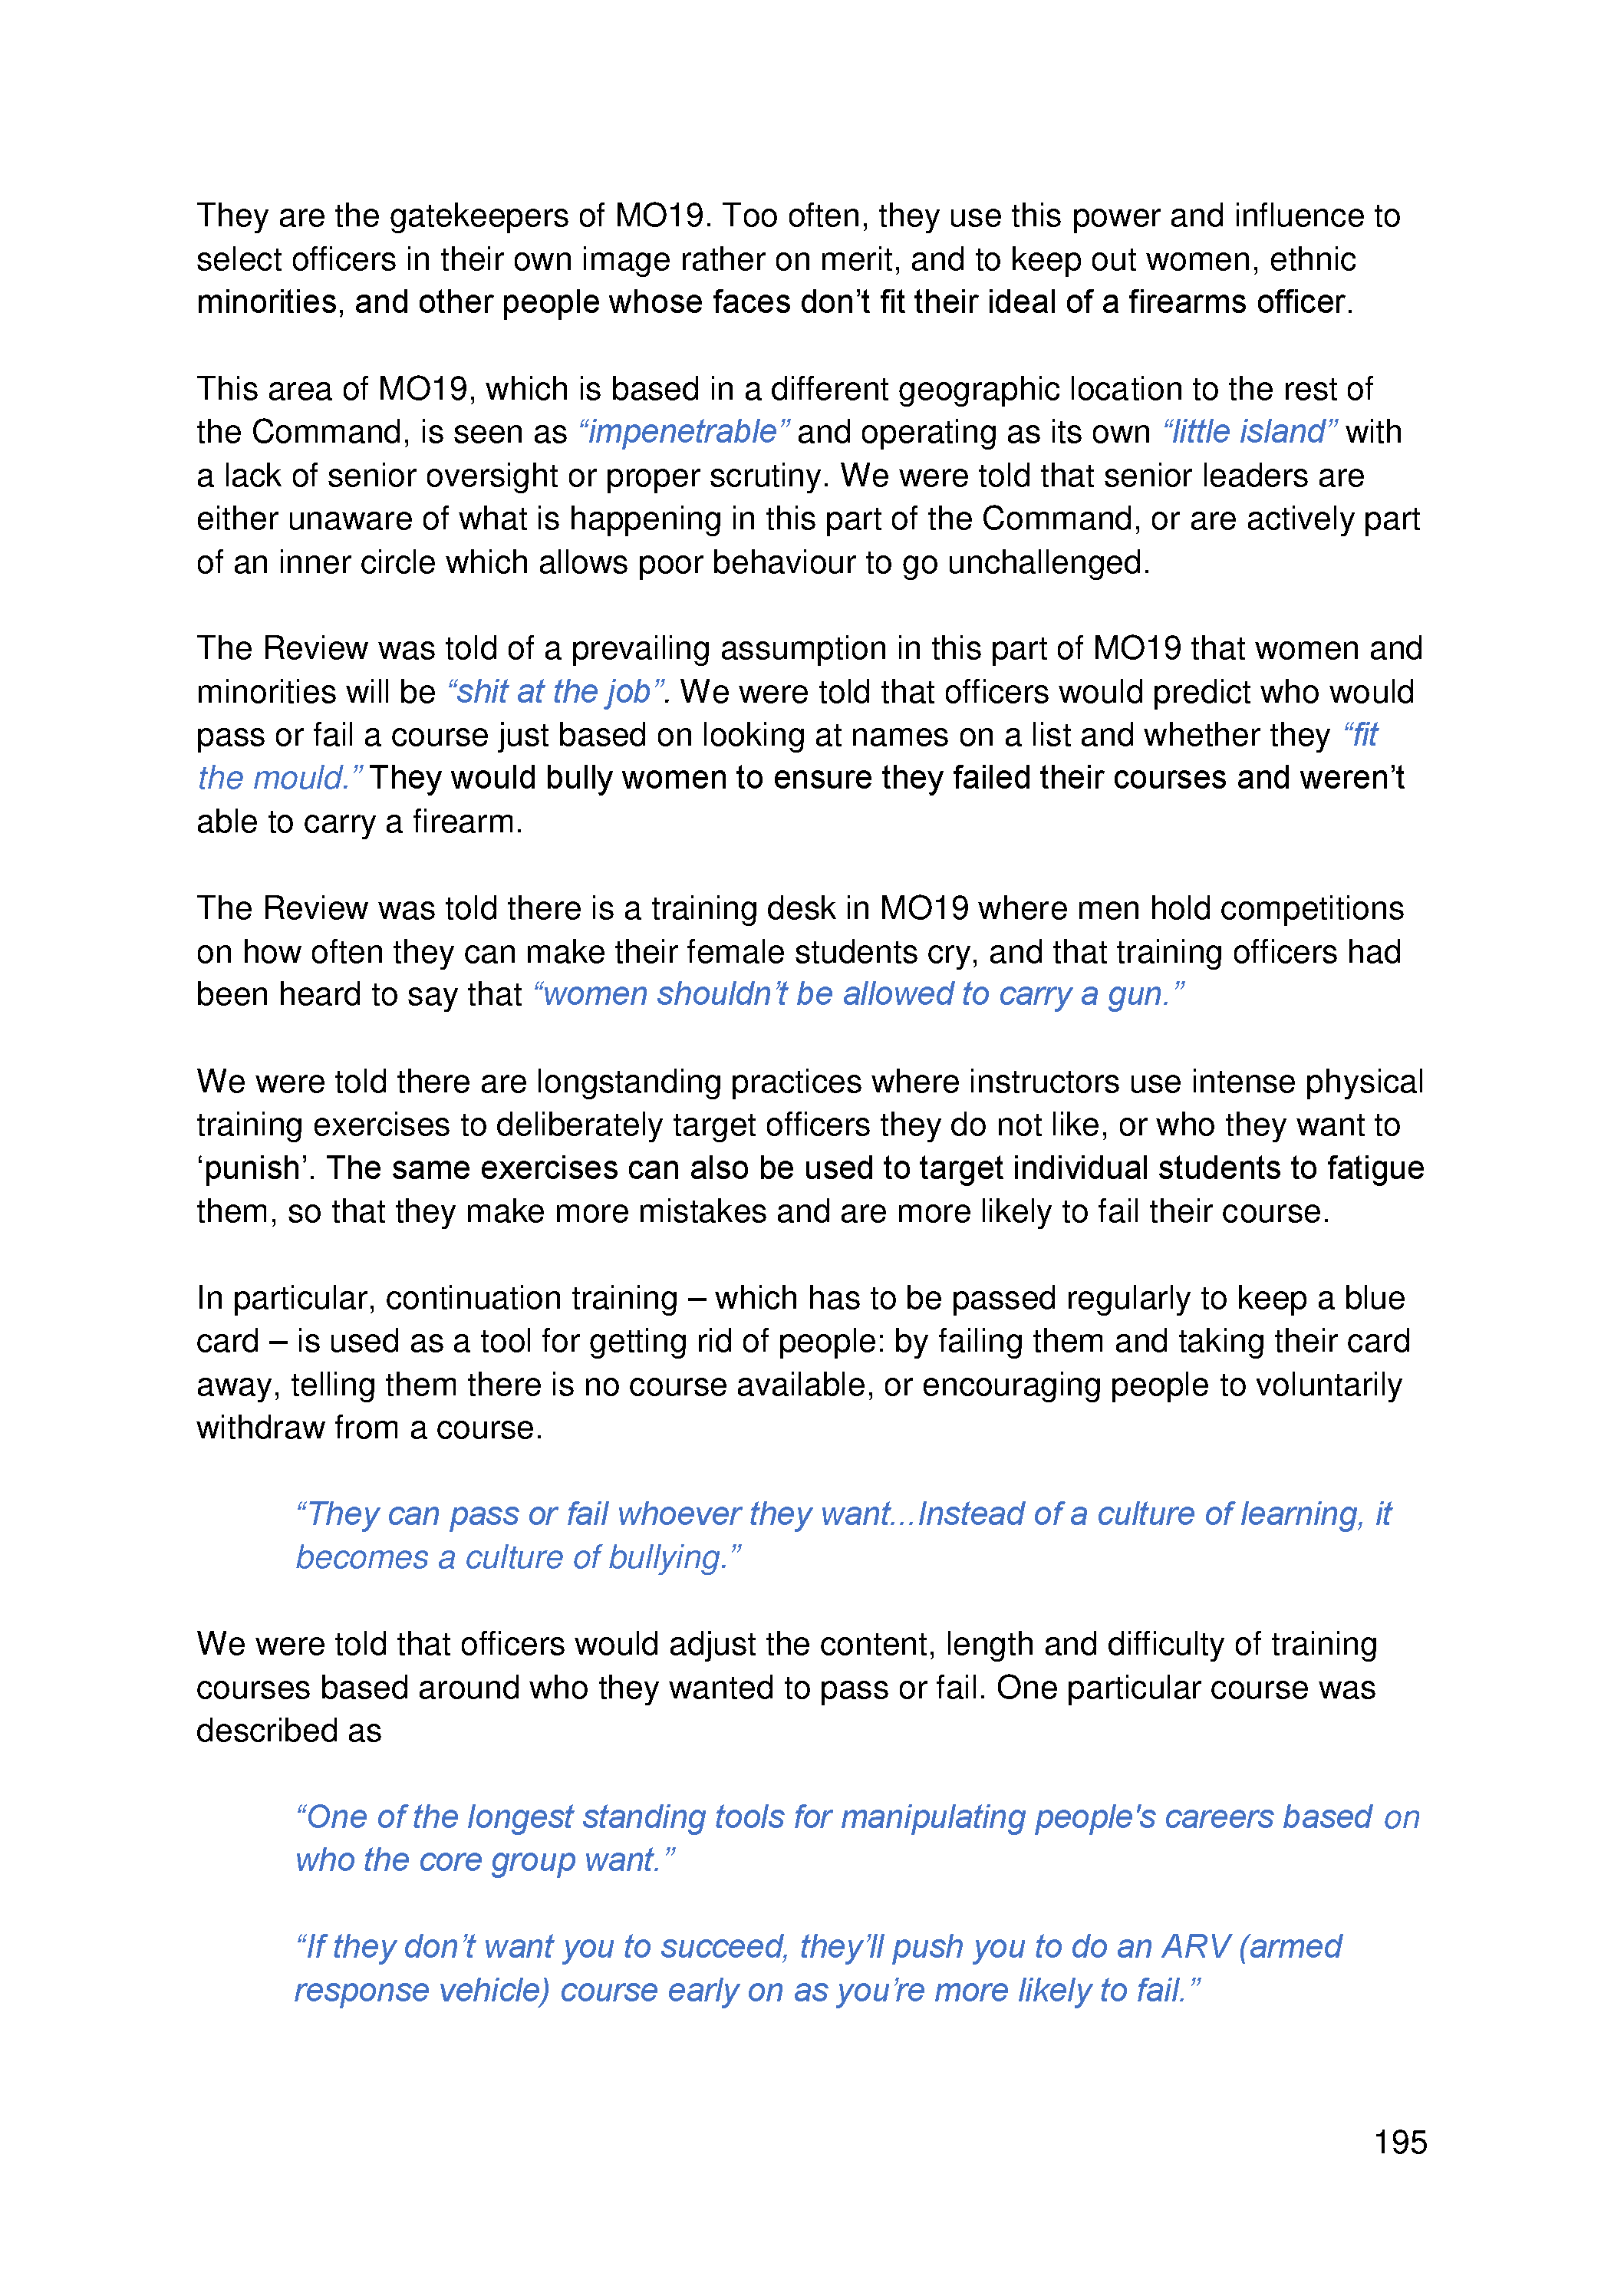 They are the gatekeepers of MO19. Too often, they use this power and influence to
select officers in their own image rather on merit, and to keep out women, ethnic
minorities, and other people whose faces don’t fit their ideal of a firearms officer.
This area of MO19, which is based in a different geographic location to the rest of
the Command, is seen as “impenetrable” and operating as its own “little island” with
a lack of senior oversight or proper scrutiny. We were told that senior leaders are
either unaware of what is happening in this part of the Command, or are actively part
of an inner circle which allows poor behaviour to go unchallenged.
The Review was told of a prevailing assumption in this part of MO19 that women and
minorities will be “shit at the job”. We were told that officers would predict who would
pass or fail a course just based on looking at names on a list and whether they “fit
the mould.” They would bully women to ensure they failed their courses and weren’t
able to carry a firearm.
The Review was told there is a training desk in MO19 where men hold competitions
on how often they can make their female students cry, and that training officers had
been heard to say that “women shouldn’t be allowed to carry a gun.”
We were told there are longstanding practices where instructors use intense physical
training exercises to deliberately target officers they do not like, or who they want to
‘punish’. The same exercises can also be used to target individual students to fatigue
them, so that they make more mistakes and are more likely to fail their course.
In particular, continuation training – which has to be passed regularly to keep a blue
card – is used as a tool for getting rid of people: by failing them and taking their card
away, telling them there is no course available, or encouraging people to voluntarily
withdraw from a course.
“They can pass or fail whoever they want...Instead of a culture of learning, it
becomes a culture of bullying.”
We were told that officers would adjust the content, length and difficulty of training
courses based around who they wanted to pass or fail. One particular course was
described as
“One of the longest standing tools for manipulating people's careers based on
who the core group want.”
“If they don’t want you to succeed, they’ll push you to do an ARV (armed
response vehicle) course early on as you’re more likely to fail.”
195